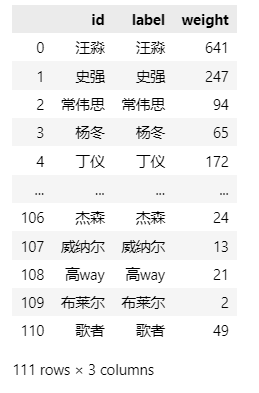 id label weight
0 汪淼 汪淼 641
1 史强 史强 247
2 常伟思 常伟思 94
3 杨冬 杨冬 65
4 丁仪 丁仪 172
... ... ... ...
106 杰森 杰森 24
107 威纳尔 威纳尔 13
108 高way 高way 21
109 布莱尔 布莱尔 2
110 歌者 歌者 49
111 rows × 3 columns